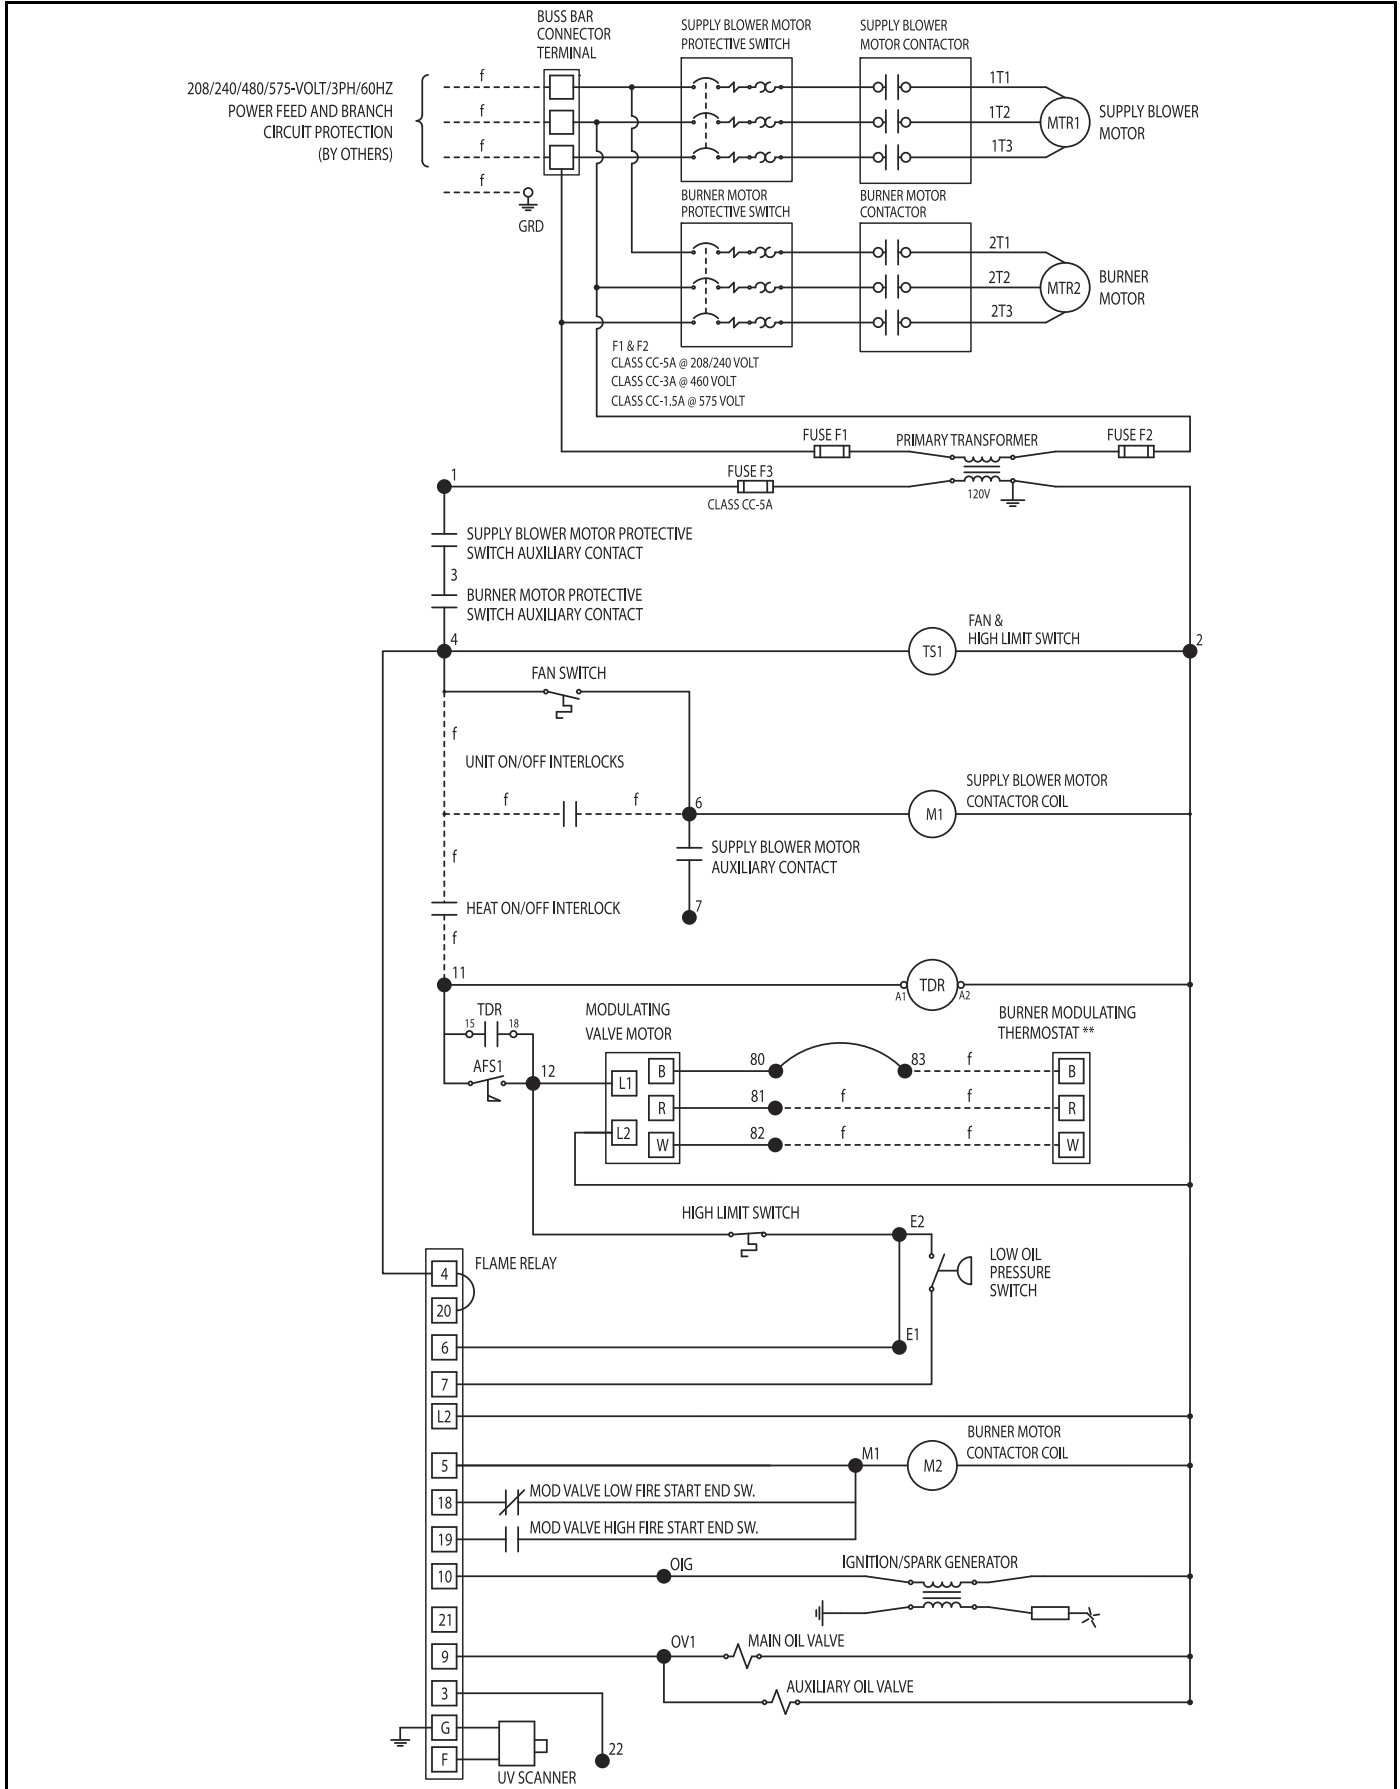 BUSS BAR
CONNECTOR
TERMINAL
SUPPLY BLOWER MOTOR
PROTECTIVE SWITCH
SUPPLY BLOWER
MOTOR CONTACTOR
208/240/480/575-VOLT/3PH/60HZ
POWER FEED AND BRANCH
CIRCUIT PROTECTION
(BY OTHERS)
f
f
f
f
GRD
1T1
1T2
1T3
MTR1
SUPPLY BLOWER
MOTOR
BURNER MOTOR
PROTECTIVE SWITCH
BURNER MOTOR
CONTACTOR
2T1
2T2
2T3
MTR2
BURNER
MOTOR
F1 & F2
CLASS CC-5A @ 208/240 VOLT
CLASS CC-3A @ 460 VOLT
CLASS CC-1.5A @ 575 VOLT
FUSE F1
PRIMARY TRANSFORMER
FUSE F2
1
FUSE F3
CLASS CC-5A
120V
SUPPLY BLOWER MOTOR PROTECTIVE
SWITCH AUXILIARY CONTACT
3
BURNER MOTOR PROTECTIVE
SWITCH AUXILIARY CONTACT
4
TS1
FAN &
HIGH LIMIT SWITCH
2
FAN SWITCH
f
UNIT ON/OFF INTERLOCKS
f
f
6
M1
SUPPLY BLOWER MOTOR
CONTACTOR COIL
f
SUPPLY BLOWER MOTOR
AUXILIARY CONTACT
HEAT ON/OFF INTERLOCK
7
f
11
A1
TDR
A2
TDR
15
18
MODULATING
VALVE MOTOR
BURNER MODULATING
THERMOSTAT **
AFS1
12
L1
L2
B
R
W
80
83
f
81
f
f
82
f
f
B
R
W
HIGH LIMIT SWITCH
E2
LOW OIL
PRESSURE
SWITCH
FLAME RELAY
4
20
6
E1
7
L2
5
M1
M2
BURNER MOTOR
CONTACTOR COIL
18
MOD VALVE LOW FIRE START END SW.
19
MOD VALVE HIGH FIRE START END SW.
10
OIG
IGNITION/SPARK GENERATOR
21
9
OV1
MAIN OIL VALVE
3
AUXILIARY OIL VALVE
G
F
22
UV SCANNER